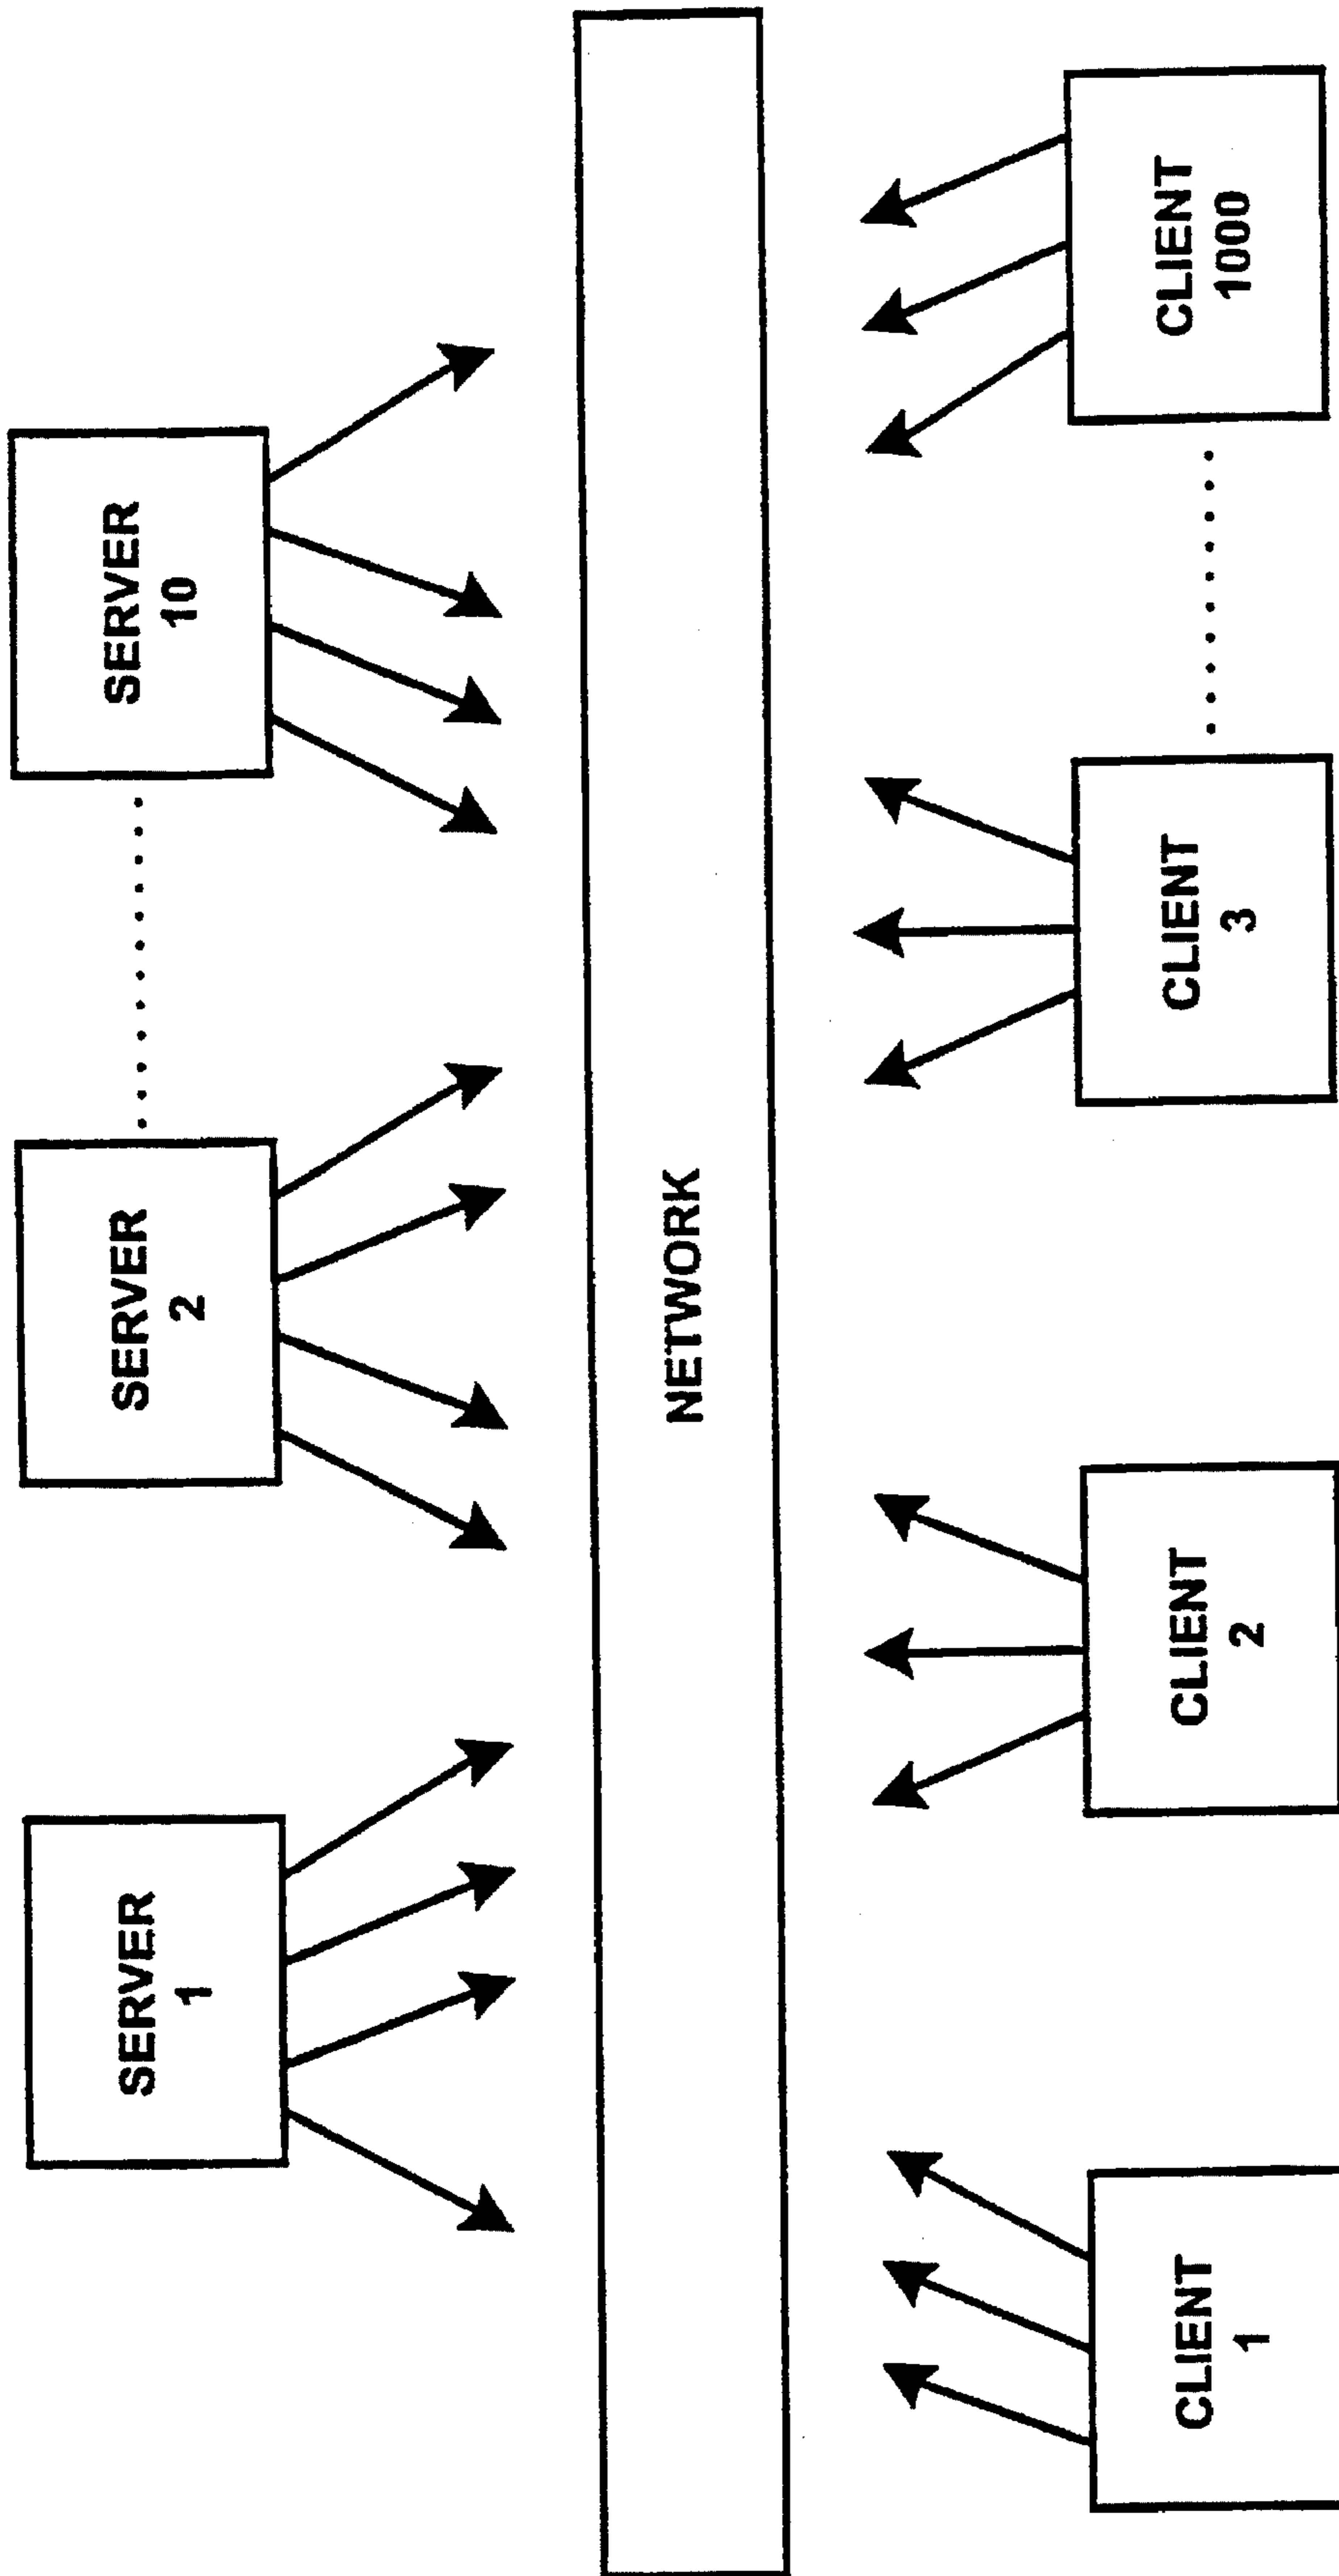 SERVER
1
SERVER
2
SERVER
10
NETWORK
CLIENT
1
CLIENT
2
CLIENT
3
CLIENT
1000